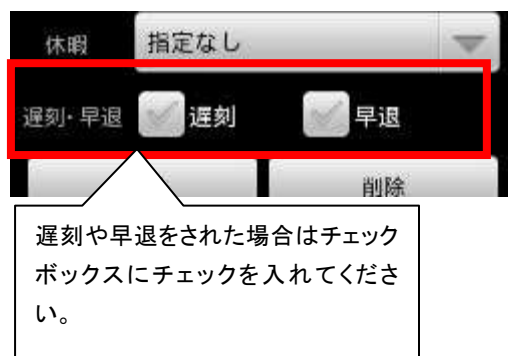 休暇 指定なし
遅刻・早退 遅刻 早退
削除
遅刻や早退をされた場合はチェック
ボックスにチェックを入れてくださ
い。